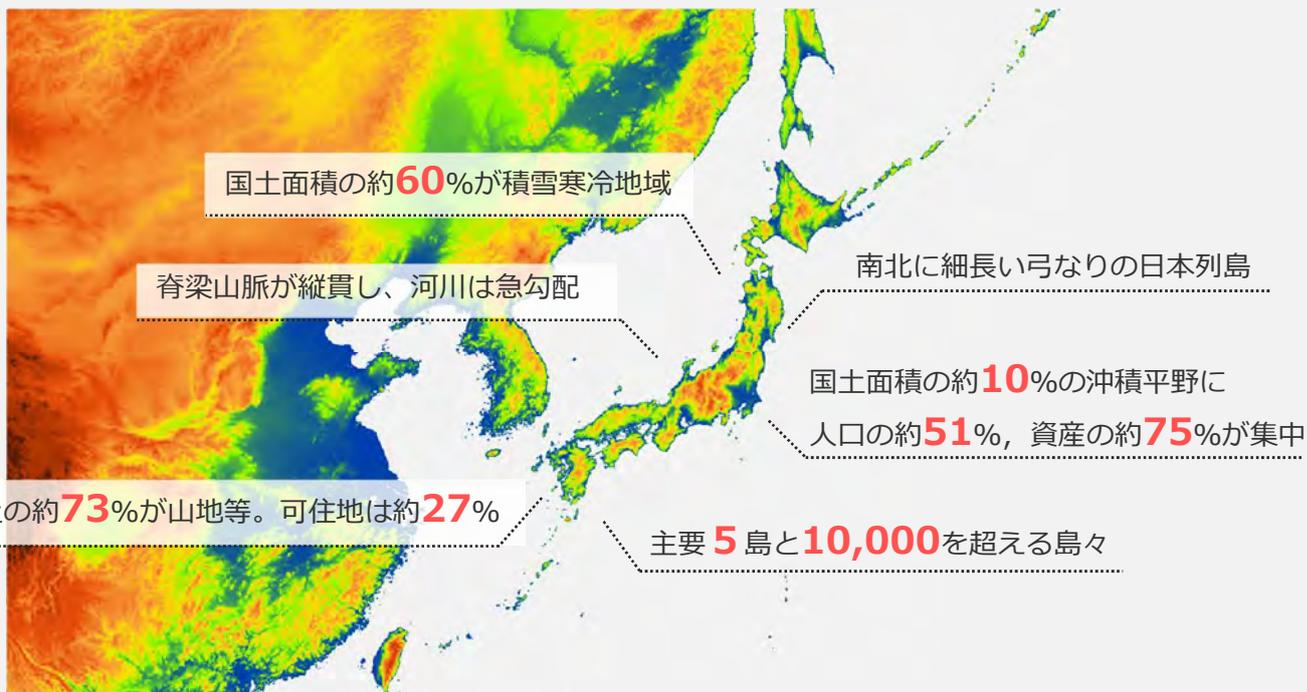 国土面積の約60%が積雪寒冷地域
脊梁山脈が縦貫し、河川は急勾配
南北に細長い弓なりの日本列島
国土面積の約10%の沖積平野に
人口の約51%, 資産の約75%が集中
の約73%が山地等。可住地は約27%
主要 5 島と10,000を超える島々